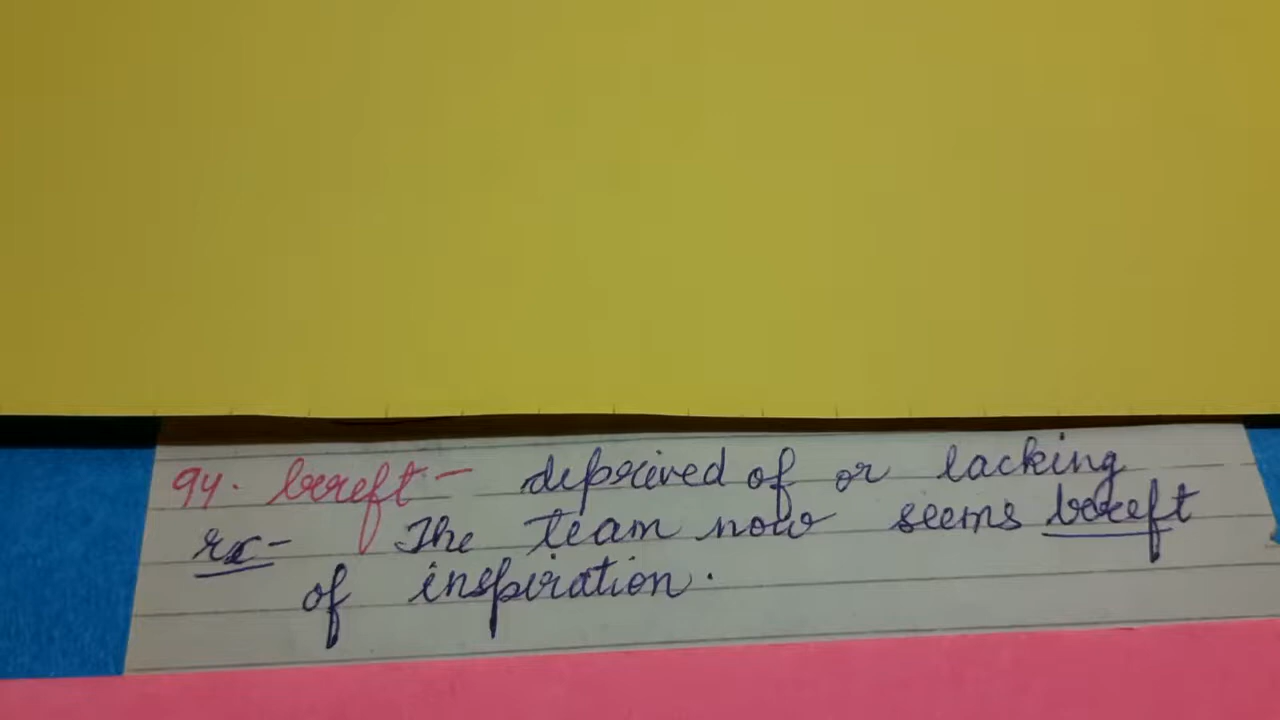 94. bereft - deprived of or lacking
ex- The team now seems bereft
of inspiration.